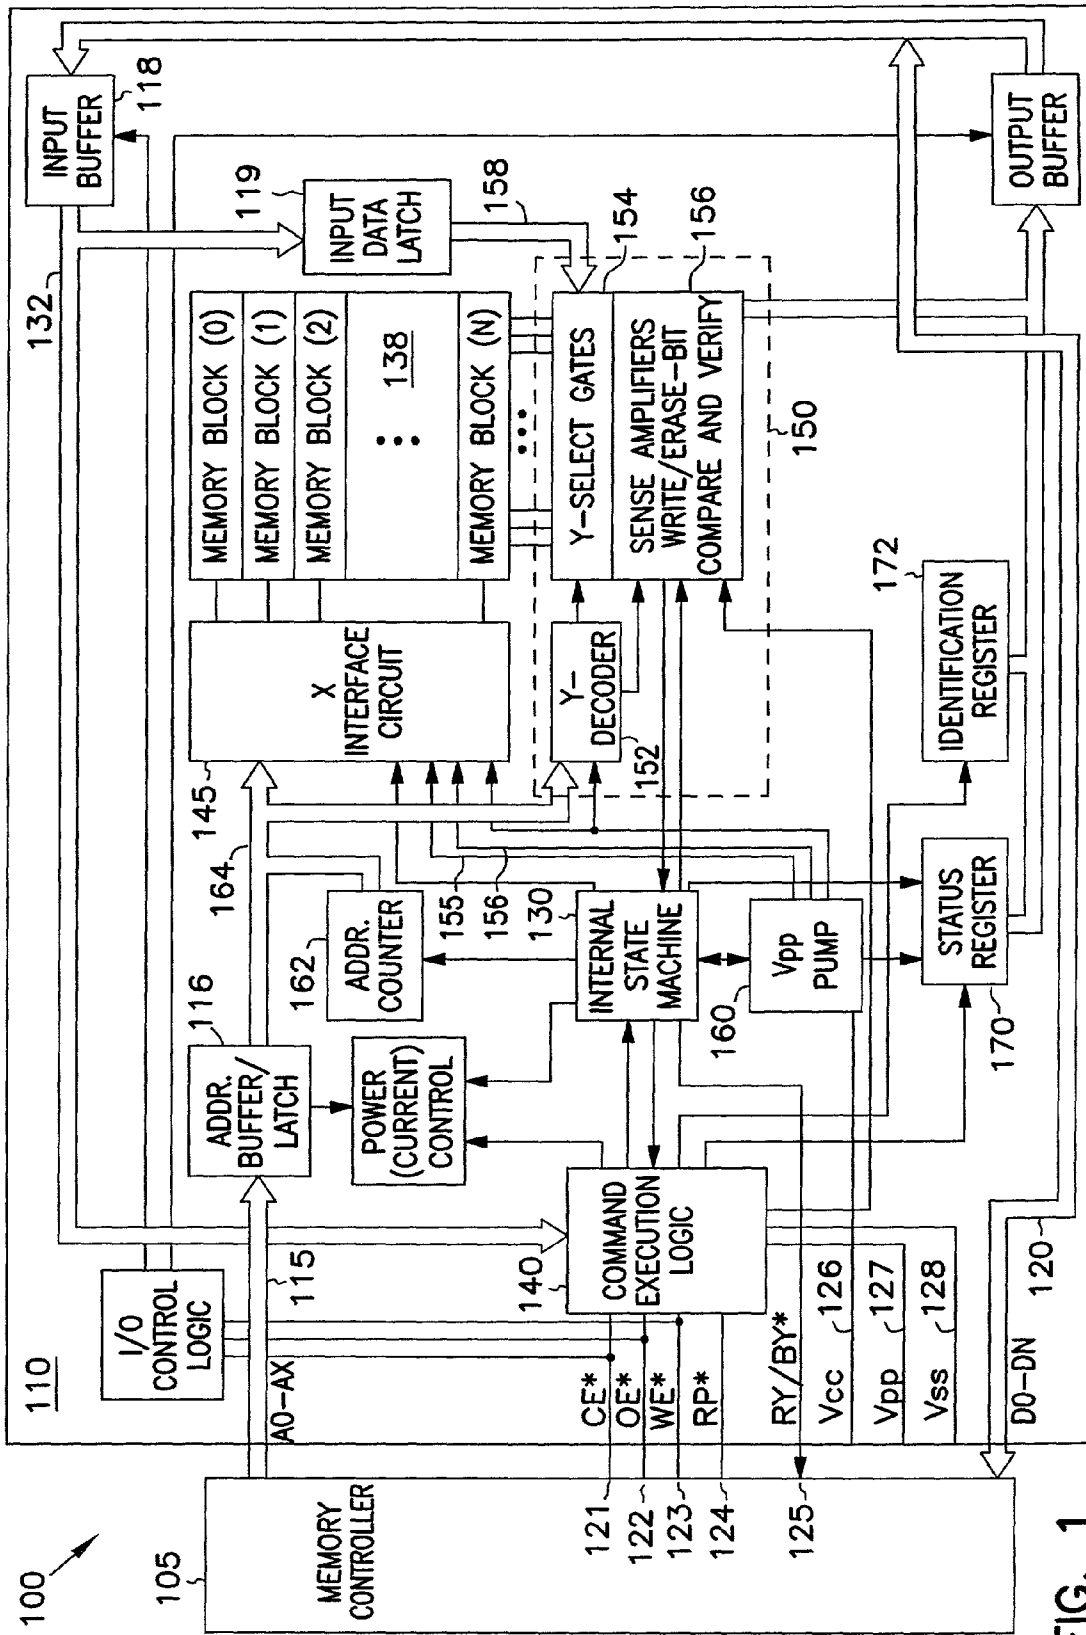 100
105
MEMORY
CONTROLLER
110
I/O
CONTROL
LOGIC
A0-AX
115
116
ADDR.
BUFFER/
LATCH
164
145
X
INTERFACE
CIRCUIT
MEMORY BLOCK (0)
MEMORY BLOCK (1)
MEMORY BLOCK (2)
138
MEMORY BLOCK (N)
132
119
INPUT
DATA
LATCH
158
INPUT
BUFFER
118
162
ADDR.
COUNTER
POWER
(CURRENT)
CONTROL
155
156
Y-
DECODER
152
Y-SELECT GATES
154
SENSE AMPLIFIERS
WRITE/ERASE-BIT
COMPARE AND VERIFY
156
150
140
COMMAND
EXECUTION
LOGIC
130
INTERNAL
STATE
MACHINE
160
Vpp
PUMP
CE*
OE*
WE*
RP*
RY/BY*
Vcc
Vpp
Vss
D0-DN
121
122
123
124
125
126
127
128
120
170
STATUS
REGISTER
172
IDENTIFICATION
REGISTER
OUTPUT
BUFFER
FIG. 1